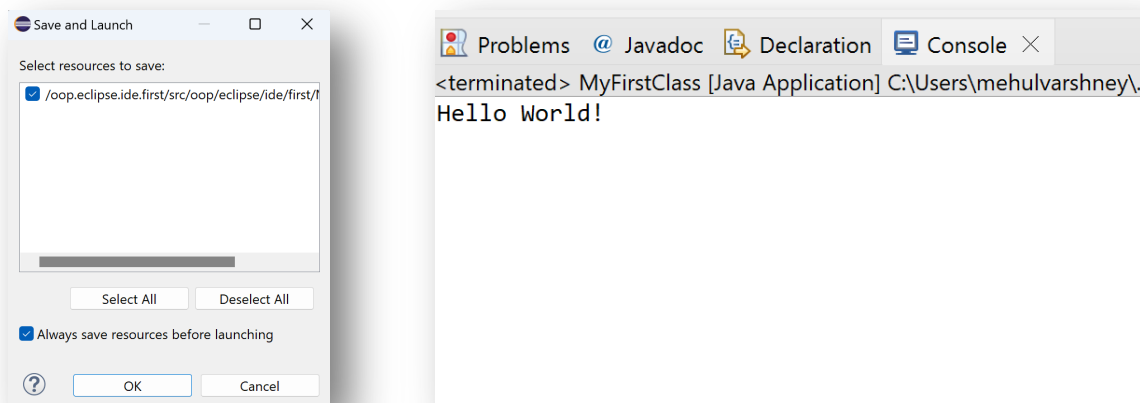 Save and Launch
Select resources to save:
/oop.eclipse.ide.first/src/oop/eclipse/ide/first/
Select All Deselect All
Always save resources before launching
? OK Cancel
Problems @ Javadoc Declaration Console
<terminated> MyFirstClass [Java Application] C:\Users\mehulvarshney\.
Hello World!